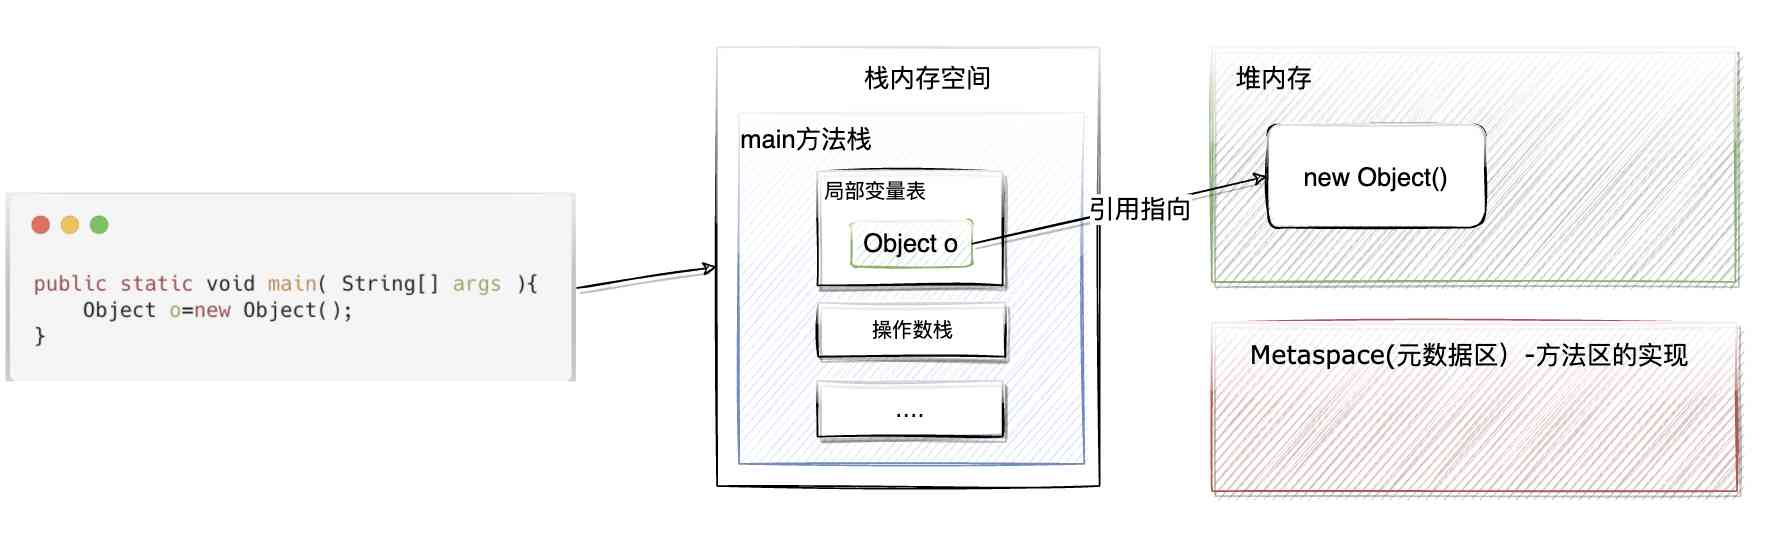 public static void main( String[] args ){
Object o=new Object();
}
栈内存空间
main方法栈
局部变量表
Object o
操作数栈
....
引用指向
堆内存
new Object()
Metaspace(元数据区）-方法区的实现